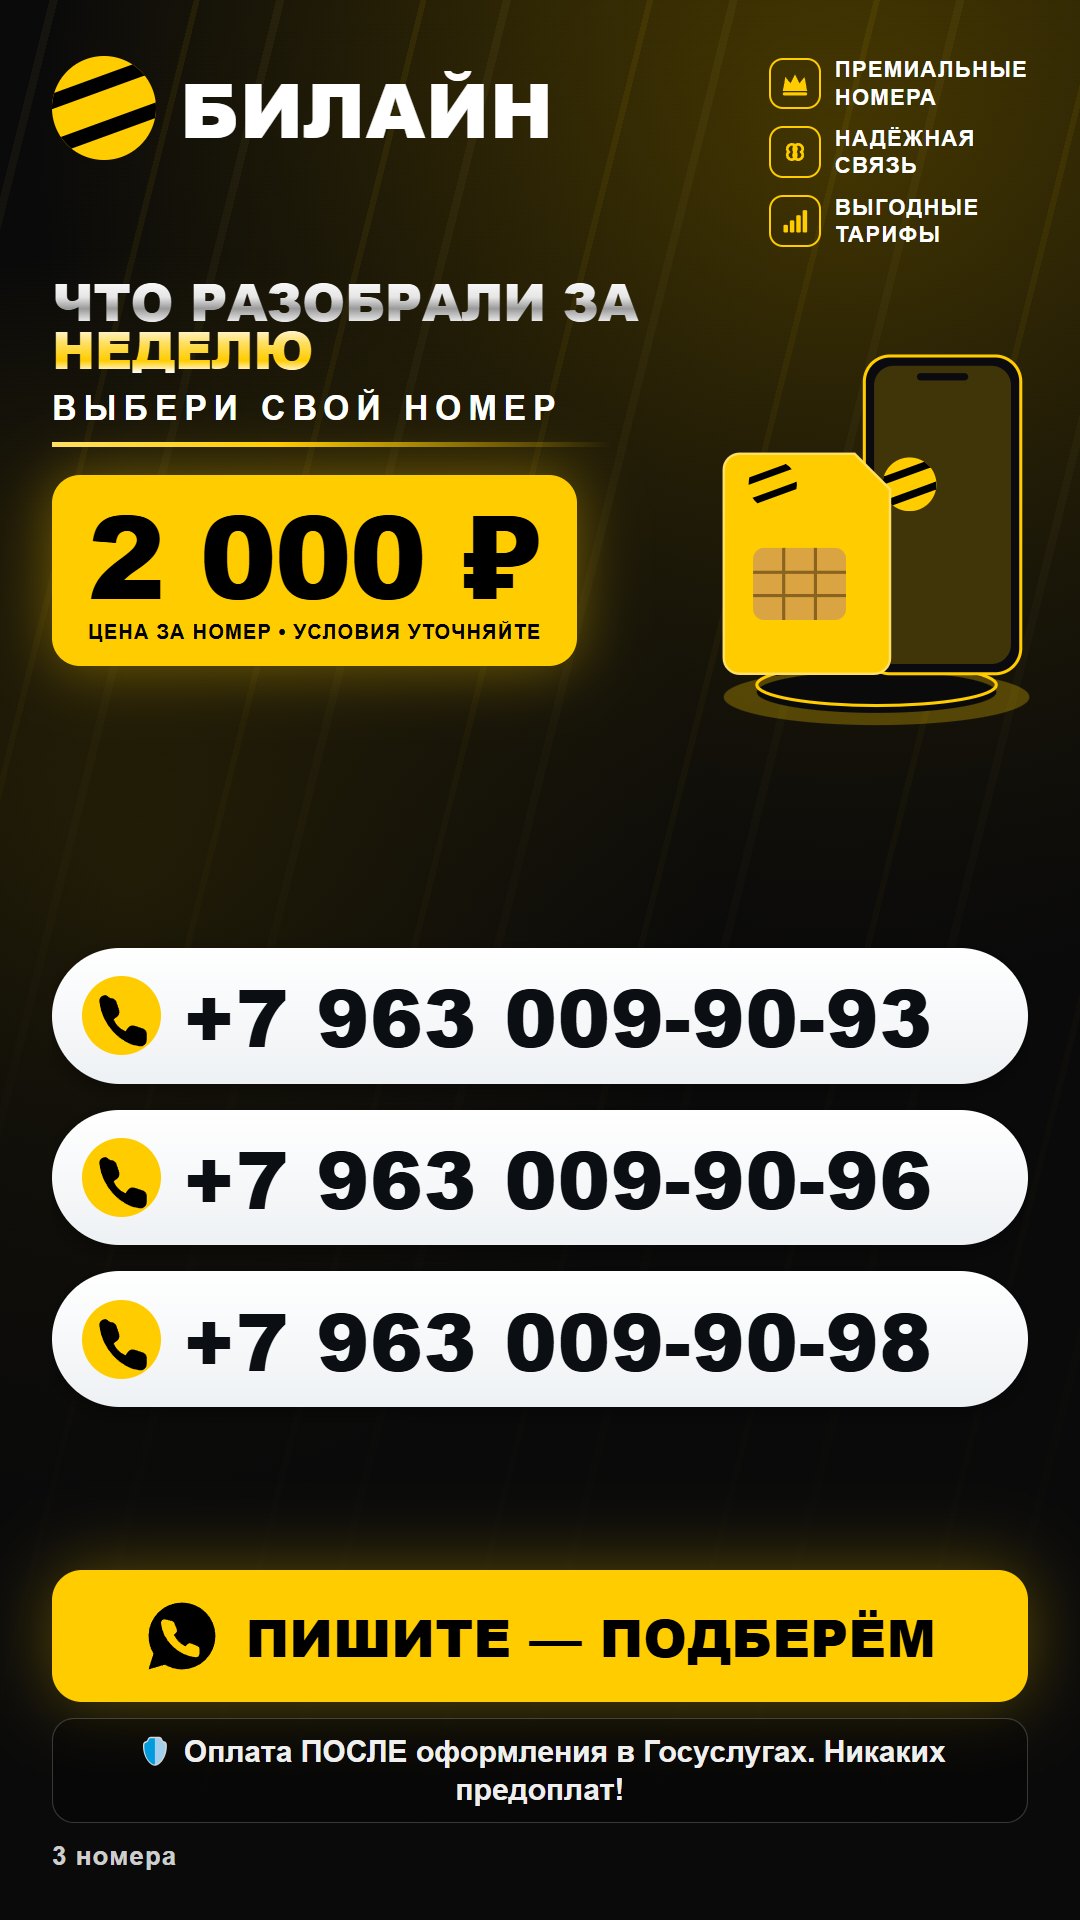 БИЛАЙН
ПРЕМИАЛЬНЫЕ
НОМЕРА
НАДЁЖНАЯ
СВЯЗЬ
ВЫГОДНЫЕ
ТАРИФЫ
ЧТО РАЗОБРАЛИ ЗА
НЕДЕЛЮ
ВЫБЕРИ СВОЙ НОМЕР
2 000 ₽
ЦЕНА ЗА НОМЕР • УСЛОВИЯ УТОЧНЯЙТЕ
+7 963 009-90-93
+7 963 009-90-96
+7 963 009-90-98
ПИШИТЕ — ПОДБЕРЁМ
Оплата ПОСЛЕ оформления в Госуслугах. Никаких
предоплат!
3 номера